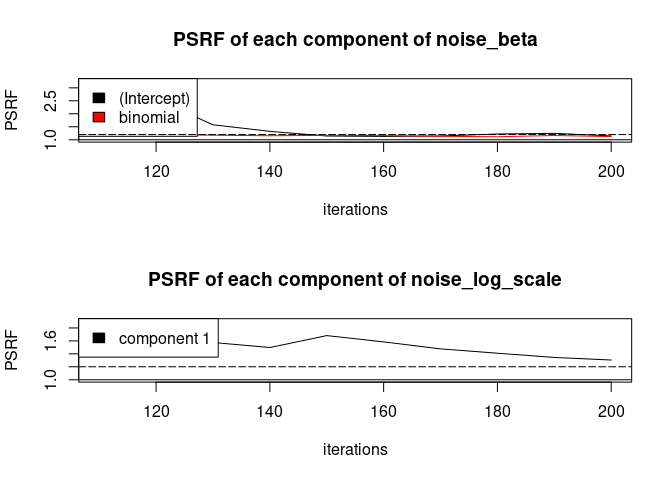 PSRF of each component of noise_beta
PSRF
2.5
1.0
(Intercept)
binomial
120 140 160 180 200
iterations
PSRF of each component of noise_log_scale
PSRF
1.6
1.0
component 1
120 140 160 180 200
iterations